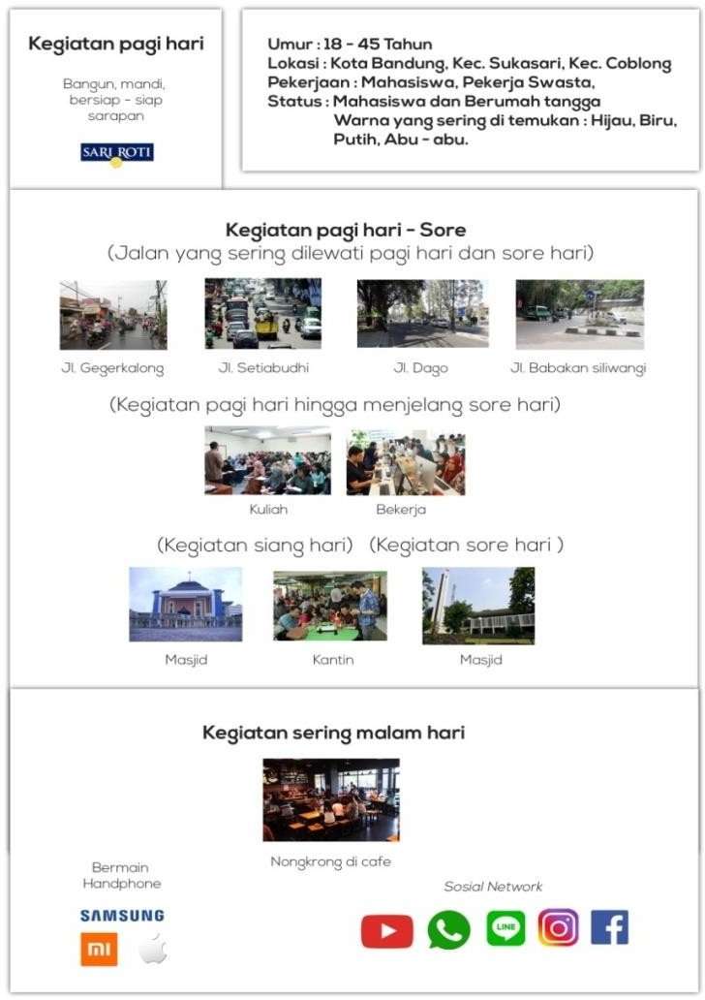 Kegiatan pagi hari
Bangun, mandi,
bersiap - siap
sarapan
SARI ROTI
Umur : 18 - 45 Tahun
Lokasi : Kota Bandung, Kec. Sukasari, Kec. Coblong
Pekerjaan : Mahasiswa, Pekerja Swasta,
Status : Mahasiswa dan Berumah tangga
Warna yang sering di temukan : Hijau, Biru,
Putih, Abu - abu.
Kegiatan pagi hari - Sore
(Jalan yang sering dilewati pagi hari dan sore hari)
Jl. Gegerkalong
Jl. Setiabudhi
Jl. Dago
Jl. Babakan siliwangi
(Kegiatan pagi hari hingga menjelang sore hari)
Kuliah
Bekerja
(Kegiatan siang hari)
(Kegiatan sore hari )
Masjid
Kantin
Masjid
Kegiatan sering malam hari
Nongkrong di cafe
Bermain
Handphone
SAMSUNG
mi
Sosial Network
LINE
f